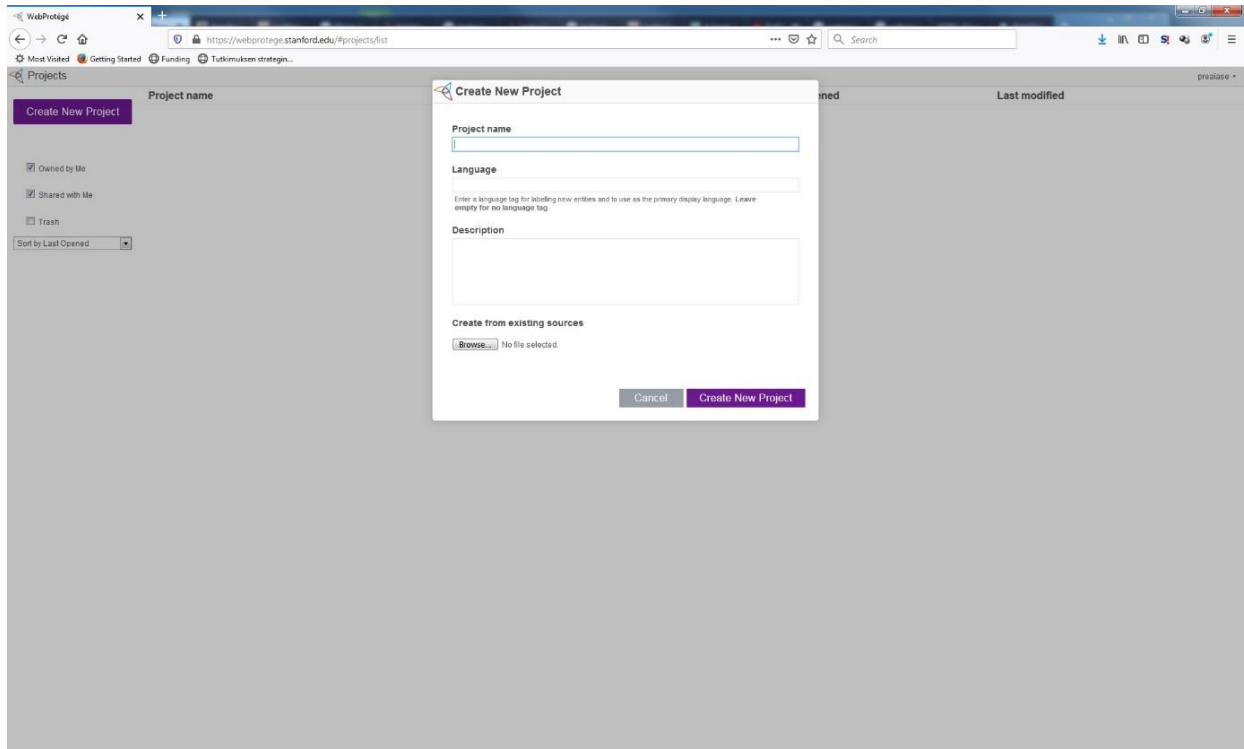 WebProtégé
https://webprotege.stanford.edu/#projects/list
Search
Most Visited Getting Started Funding Tutkimuksen strategin...
Projects
Create New Project
Project name
ened
Last modified
Create New Project
Owned by Me
Shared with Me
Trash
Sort by Last Opened
Project name
Language
Enter a language tag for labeling new entities and to use as the primary display language. Leave
empty for no language tag.
Description
Create from existing sources
Browse... No file selected.
Cancel Create New Project